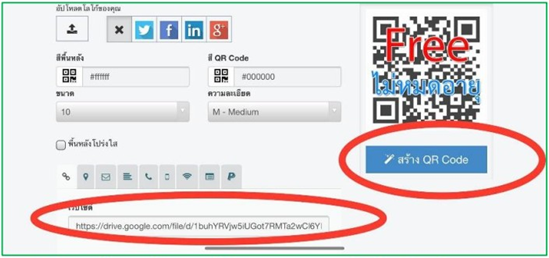 อัปโหลดโลโก้ของคุณ
สีพื้นหลัง
สี QR Code
#ffffff
#000000
ขนาด
ความละเอียด
10
M - Medium
พื้นหลังโปร่งใส
เว็บไซต์
https://drive.google.com/file/d/1buhYRVjw5iUGot7RMTa2wCl6Y
Free
ไม่หมดอายุ
สร้าง QR Code